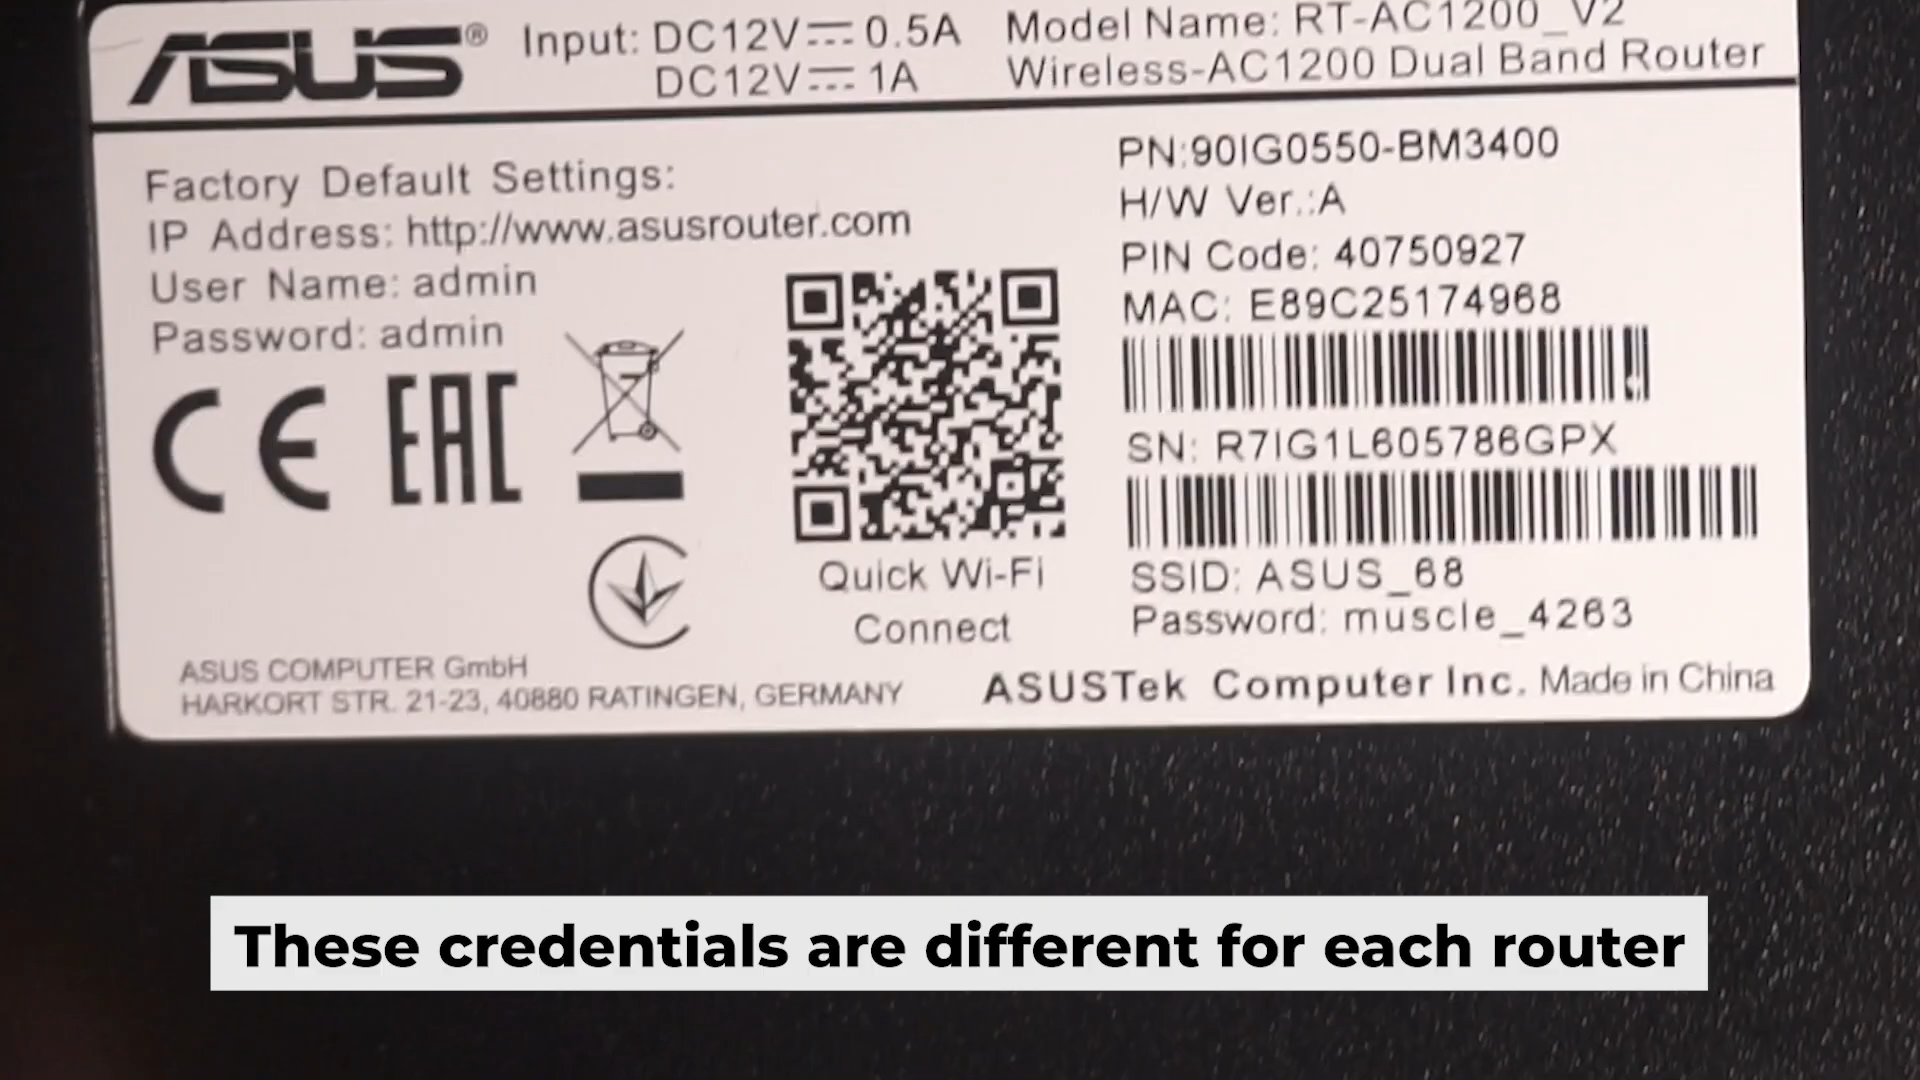 ASUS® Input: DC12V⎓0.5A Model Name: RT-AC1200_V2
DC12V⎓1A Wireless-AC1200 Dual Band Router
Factory Default Settings:
IP Address: http://www.asusrouter.com
User Name: admin
Password: admin
CE EAC
ASUS COMPUTER GmbH
HARKORT STR. 21-23, 40880 RATINGEN, GERMANY
Quick Wi-Fi
Connect
PN:90IG0550-BM3400
H/W Ver.:A
PIN Code: 40750927
MAC: E89C25174968
SN: R7IG1L605786GPX
SSID: ASUS_68
Password: muscle_4263
ASUSTek Computer Inc. Made in China
These credentials are different for each router